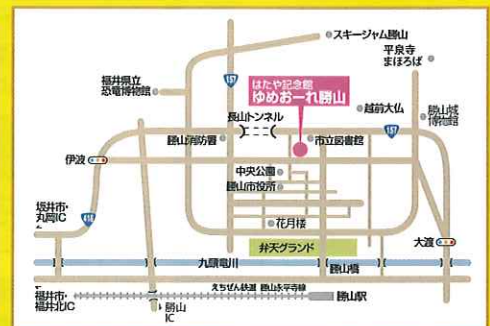 スキージャム勝山
157
平泉寺
まほろば
福井県立
恐竜博物館
はたや記念館
ゆめおーれ勝山
越前大仏
勝山城
博物館
長山トンネル
157
勝山消防署
市立図書館
伊波
中央公園
勝山市役所
坂井市・
丸岡IC
416
花月楼
大渡
弁天グランド
九頭竜川
勝山橋
えちぜん鉄道 勝山永平寺線
福井市・
福井北IC
勝山
IC
勝山駅